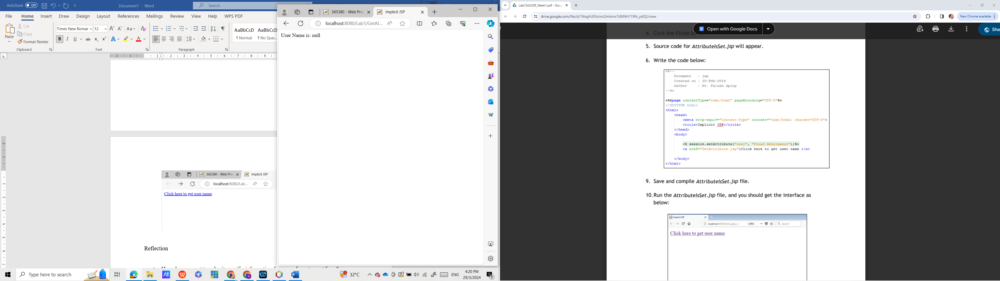 AutoSave Off
Document1 - Word
Search
File Home Insert Draw Design Layout References Mailings Review View Help WPS PDF
Paste
Cut
Copy
Format Painter
Clipboard
Times New Romar 12
Aa
B I U
Font
Paragraph
AaBbCcD AaBbCcD
¶ Normal ¶ No Spac...
S65380 - Web Prog
Implicit JSP
localhost:8080/Lab...
Click here to get user name
Reflection
S65380 - Web Prog
Implicit JSP
localhost:8080/Lab1/GetAt...
User Name is: null
Type here to search
32°C
ENG
4:20 PM
29/3/2024
LabCSA3209_Week1.pdf - Goog
drive.google.com/file/d/1NxghUEVcnnL0mbms7d8iNH119lh_ydQ3/view
New Chrome available
Open with Google Docs
Sha
4. Click the Finish
5. Source code for AttributeIsSet.jsp will appear.
6. Write the code below:
<%--
Document : jsp
Created on : 20-Feb-2018
Author : Dr. Faizah Aplop
--%>
<%@page contentType="text/html" pageEncoding="UTF-8"%>
<!DOCTYPE html>
<html>
<head>
<meta http-equiv="Content-Type" content="text/html; charset=UTF-8">
<title>Implicit JSP</title>
</head>
<body>
<% session.setAttribute("user", "Fouad Abdulameer");%>
<a href="GetAttribute.jsp">Click here to get user name </a>
</body>
</html>
9. Save and compile AttributeIsSet.jsp file.
10. Run the AttributeIsSet.jsp file, and you should get the interface as
below:
Implicit JSP
170%
Search
Click here to get user name